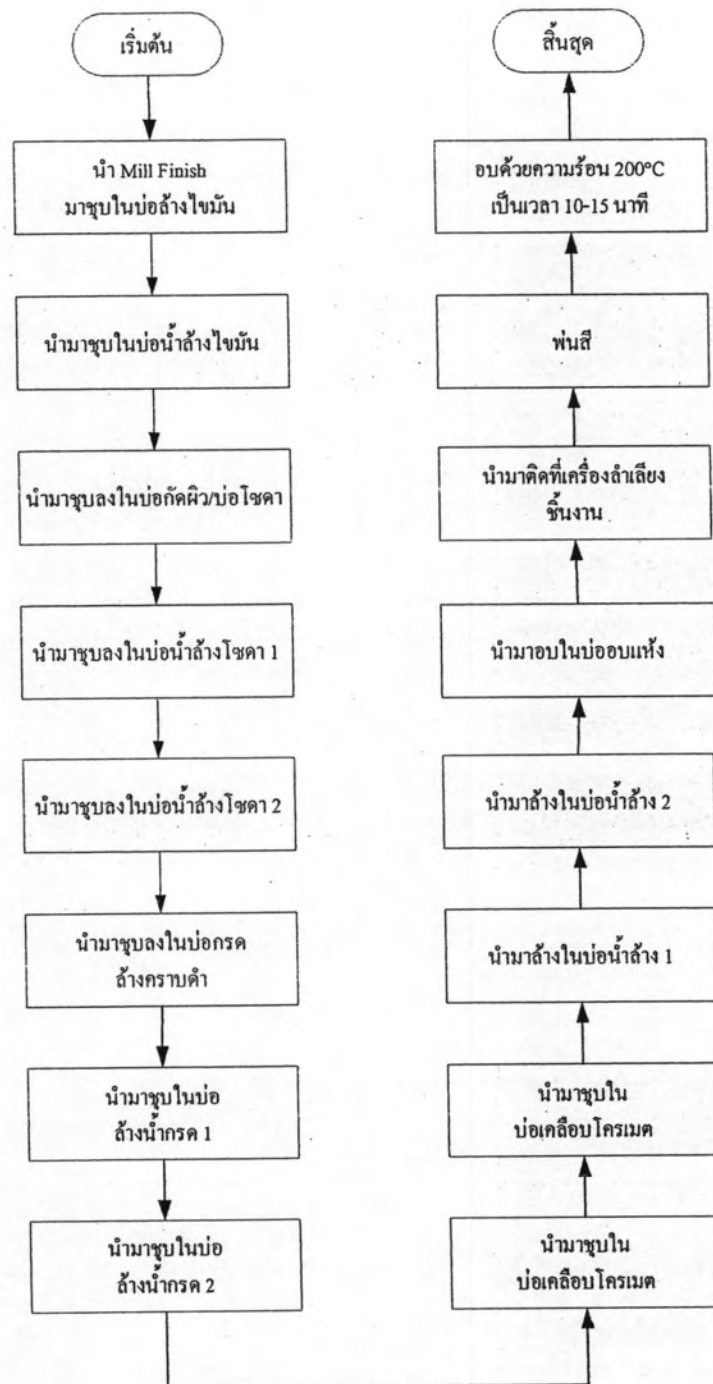 เริ่มต้น
นำ Mill Finish
มาชุบในบ่อล้างไขมัน
นำมาชุบในบ่อน้ำล้างไขมัน
นำมาชุบลงในบ่อกัดผิว/บ่อโซดา
นำมาชุบลงในบ่อน้ำล้างโซดา 1
นำมาชุบลงในบ่อน้ำล้างโซดา 2
นำมาชุบลงในบ่อกรด
ล้างคราบดำ
นำมาชุบในบ่อ
ล้างน้ำกรด 1
นำมาชุบในบ่อ
ล้างน้ำกรด 2
นำมาชุบใน
บ่อเคลือบโครเมต
นำมาชุบใน
บ่อเคลือบโครเมต
นำมาล้างในบ่อน้ำล้าง 1
นำมาล้างในบ่อน้ำล้าง 2
นำมาอบในบ่ออบแห้ง
นำมาติดที่เครื่องลำเลียง
ชิ้นงาน
พ่นสี
อบด้วยความร้อน 200°C
เป็นเวลา 10-15 นาที
สิ้นสุด